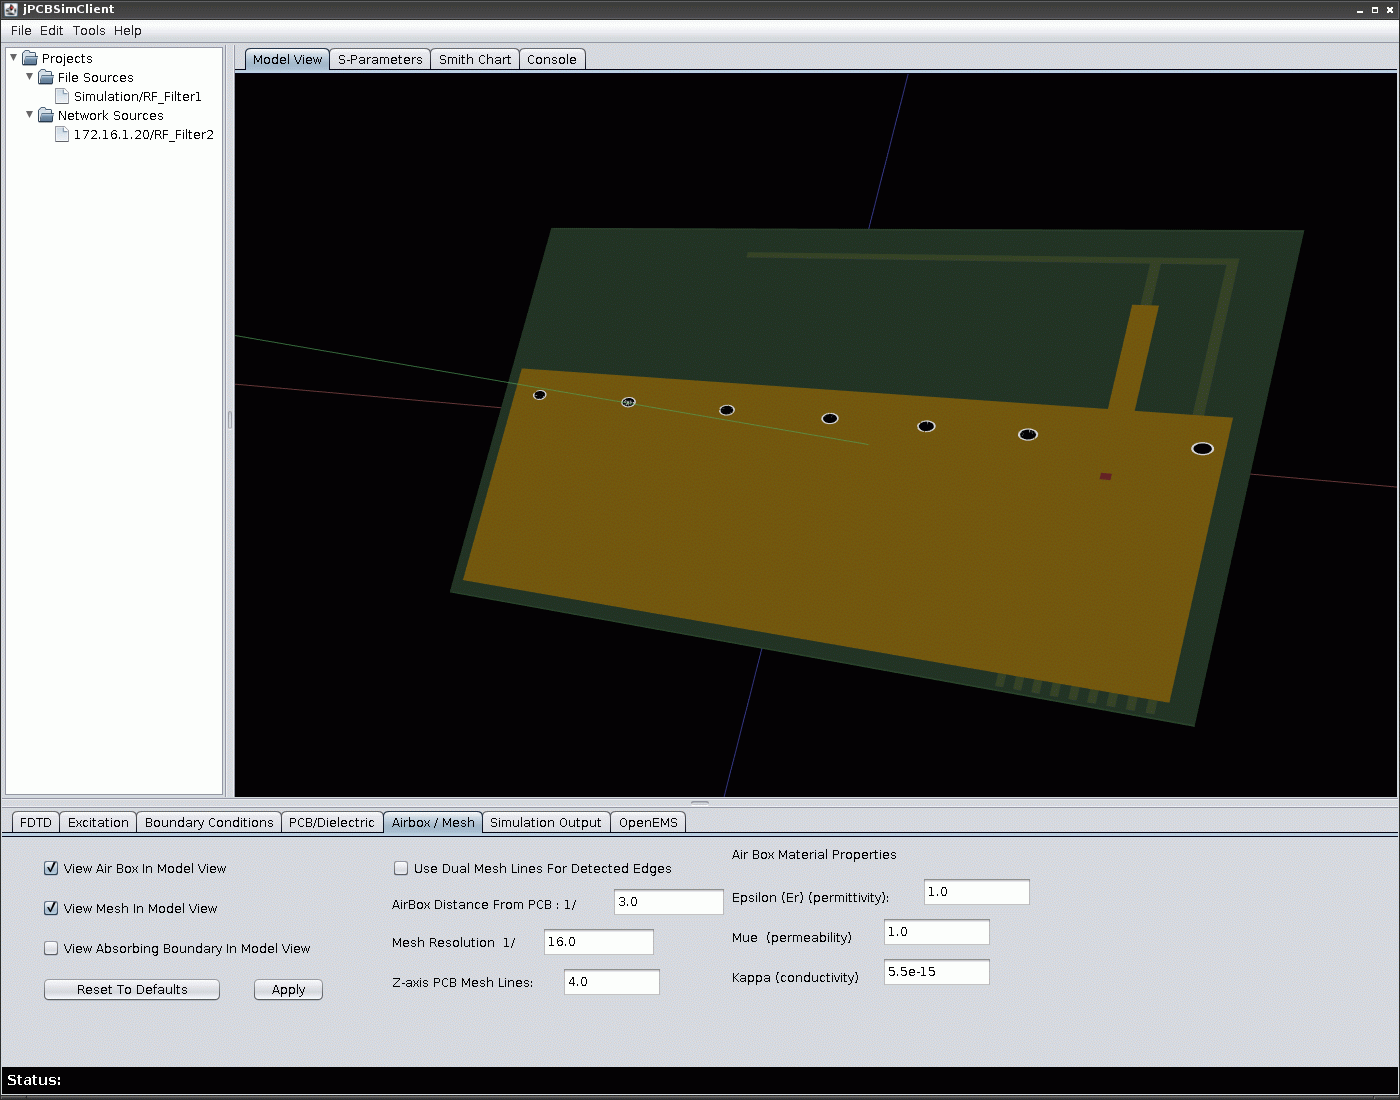 jPCBSimClient
File Edit Tools Help
Projects
File Sources
Simulation/RF_Filter1
Network Sources
172.16.1.20/RF_Filter2
Model View S-Parameters Smith Chart Console
FDTD Excitation Boundary Conditions PCB/Dielectric Airbox / Mesh Simulation Output OpenEMS
View Air Box In Model View
View Mesh In Model View
View Absorbing Boundary In Model View
Reset To Defaults Apply
Use Dual Mesh Lines For Detected Edges
AirBox Distance From PCB : 1/ 3.0
Mesh Resolution 1/ 16.0
Z-axis PCB Mesh Lines: 4.0
Air Box Material Properties
Epsilon (Er) (permittivity): 1.0
Mue (permeability) 1.0
Kappa (conductivity) 5.5e-15
Status: